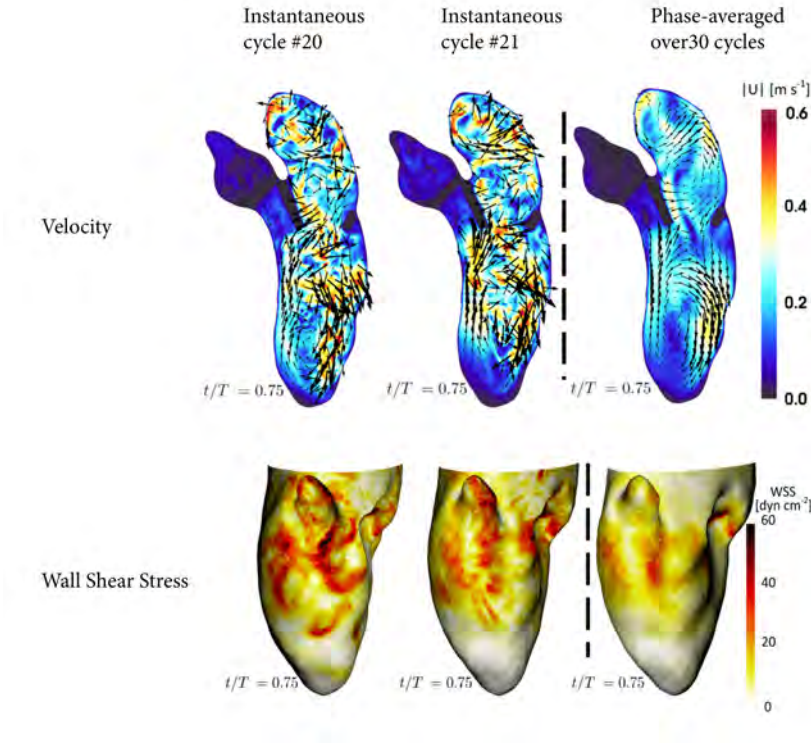 Instantaneous
cycle #20
Instantaneous
cycle #21
Phase-averaged
over30 cycles
|U| [m s⁻¹]
0.6
0.4
0.2
0.0
Velocity
t/T = 0.75
t/T = 0.75
t/T = 0.75
WSS
[dyn cm⁻²]
60
40
20
0
Wall Shear Stress
t/T = 0.75
t/T = 0.75
t/T = 0.75